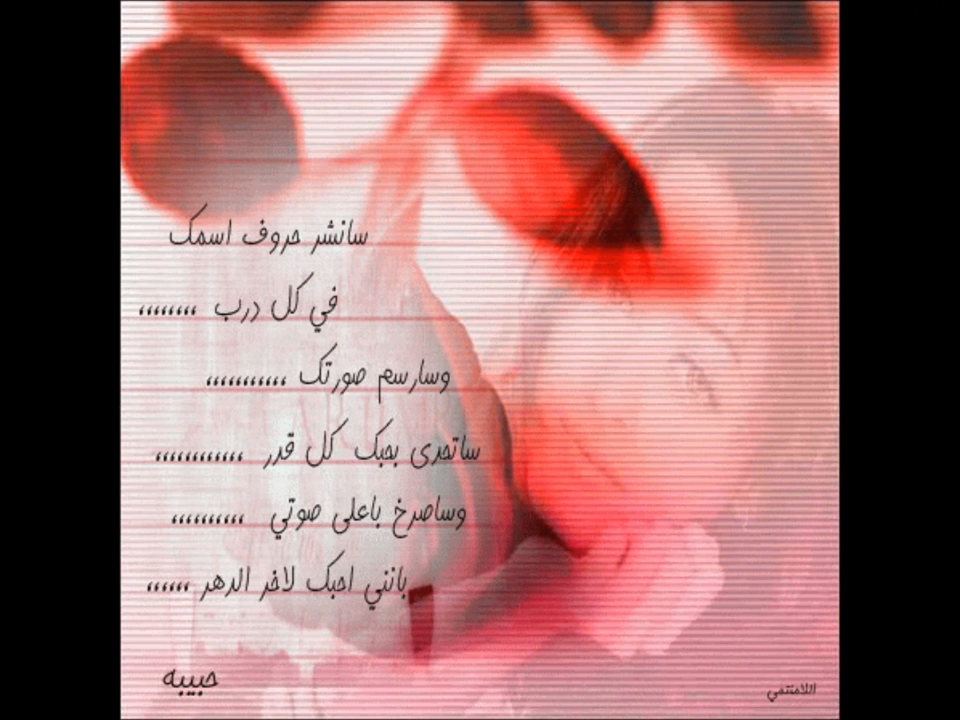 سانشر حروف اسمك
في كل درب ،،،،،،،،
وسارسم صورتك ،،،،،،،،،،،
ساتحدى بحبك كل قدر ،،،،،،،،،،،،
وساصرخ باعلى صوتي ،،،،،،،،،،
بانني احبك لاخر الدهر ،،،،،،
حبيبه
اللامنتمي